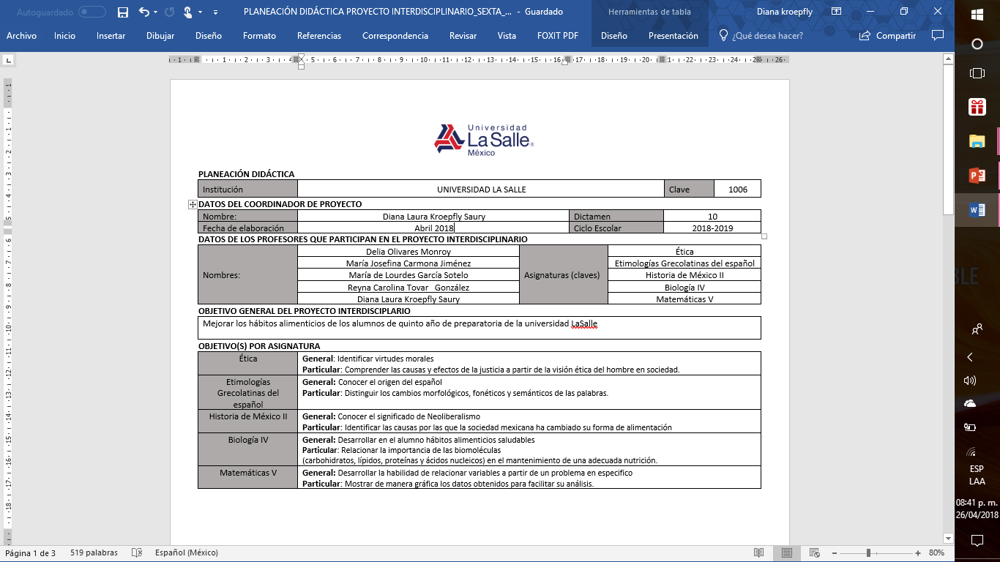 Autoguardado
PLANEACIÓN DIDÁCTICA PROYECTO INTERDISCIPLINARIO_SEXTA_... - Guardado
Herramientas de tabla
Diana kroepfly
Archivo Inicio Insertar Dibujar Diseño Formato Referencias Correspondencia Revisar Vista FOXIT PDF Diseño Presentación ¿Qué desea hacer? Compartir
Universidad
La Salle®
México
PLANEACIÓN DIDÁCTICA
Institución UNIVERSIDAD LA SALLE Clave 1006
DATOS DEL COORDINADOR DE PROYECTO
Nombre: Diana Laura Kroepfly Saury Dictamen 10
Fecha de elaboración Abril 2018 Ciclo Escolar 2018-2019
DATOS DE LOS PROFESORES QUE PARTICIPAN EN EL PROYECTO INTERDISCIPLINARIO
Nombres: Asignaturas (claves)
Delia Olivares Monroy Ética
María Josefina Carmona Jiménez Etimologías Grecolatinas del español
María de Lourdes García Sotelo Historia de México II
Reyna Carolina Tovar González Biología IV
Diana Laura Kroepfly Saury Matemáticas V
OBJETIVO GENERAL DEL PROYECTO INTERDISCIPLARIO
Mejorar los hábitos alimenticios de los alumnos de quinto año de preparatoria de la universidad LaSalle
OBJETIVO(S) POR ASIGNATURA
Ética
General: Identificar virtudes morales
Particular: Comprender las causas y efectos de la justicia a partir de la visión ética del hombre en sociedad.
Etimologías
Grecolatinas del
español
General: Conocer el origen del español
Particular: Distinguir los cambios morfológicos, fonéticos y semánticos de las palabras.
Historia de México II
General: Conocer el significado de Neoliberalismo
Particular: Identificar las causas por las que la sociedad mexicana ha cambiado su forma de alimentación
Biología IV
General: Desarrollar en el alumno hábitos alimenticios saludables
Particular: Relacionar la importancia de las biomoléculas
(carbohidratos, lípidos, proteínas y ácidos nucleicos) en el mantenimiento de una adecuada nutrición.
Matemáticas V
General: Desarrollar la habilidad de relacionar variables a partir de un problema en especifico
Particular: Mostrar de manera gráfica los datos obtenidos para facilitar su análisis.
Página 1 de 3 519 palabras Español (México) 80%
ESP
LAA
08:41 p. m.
26/04/2018